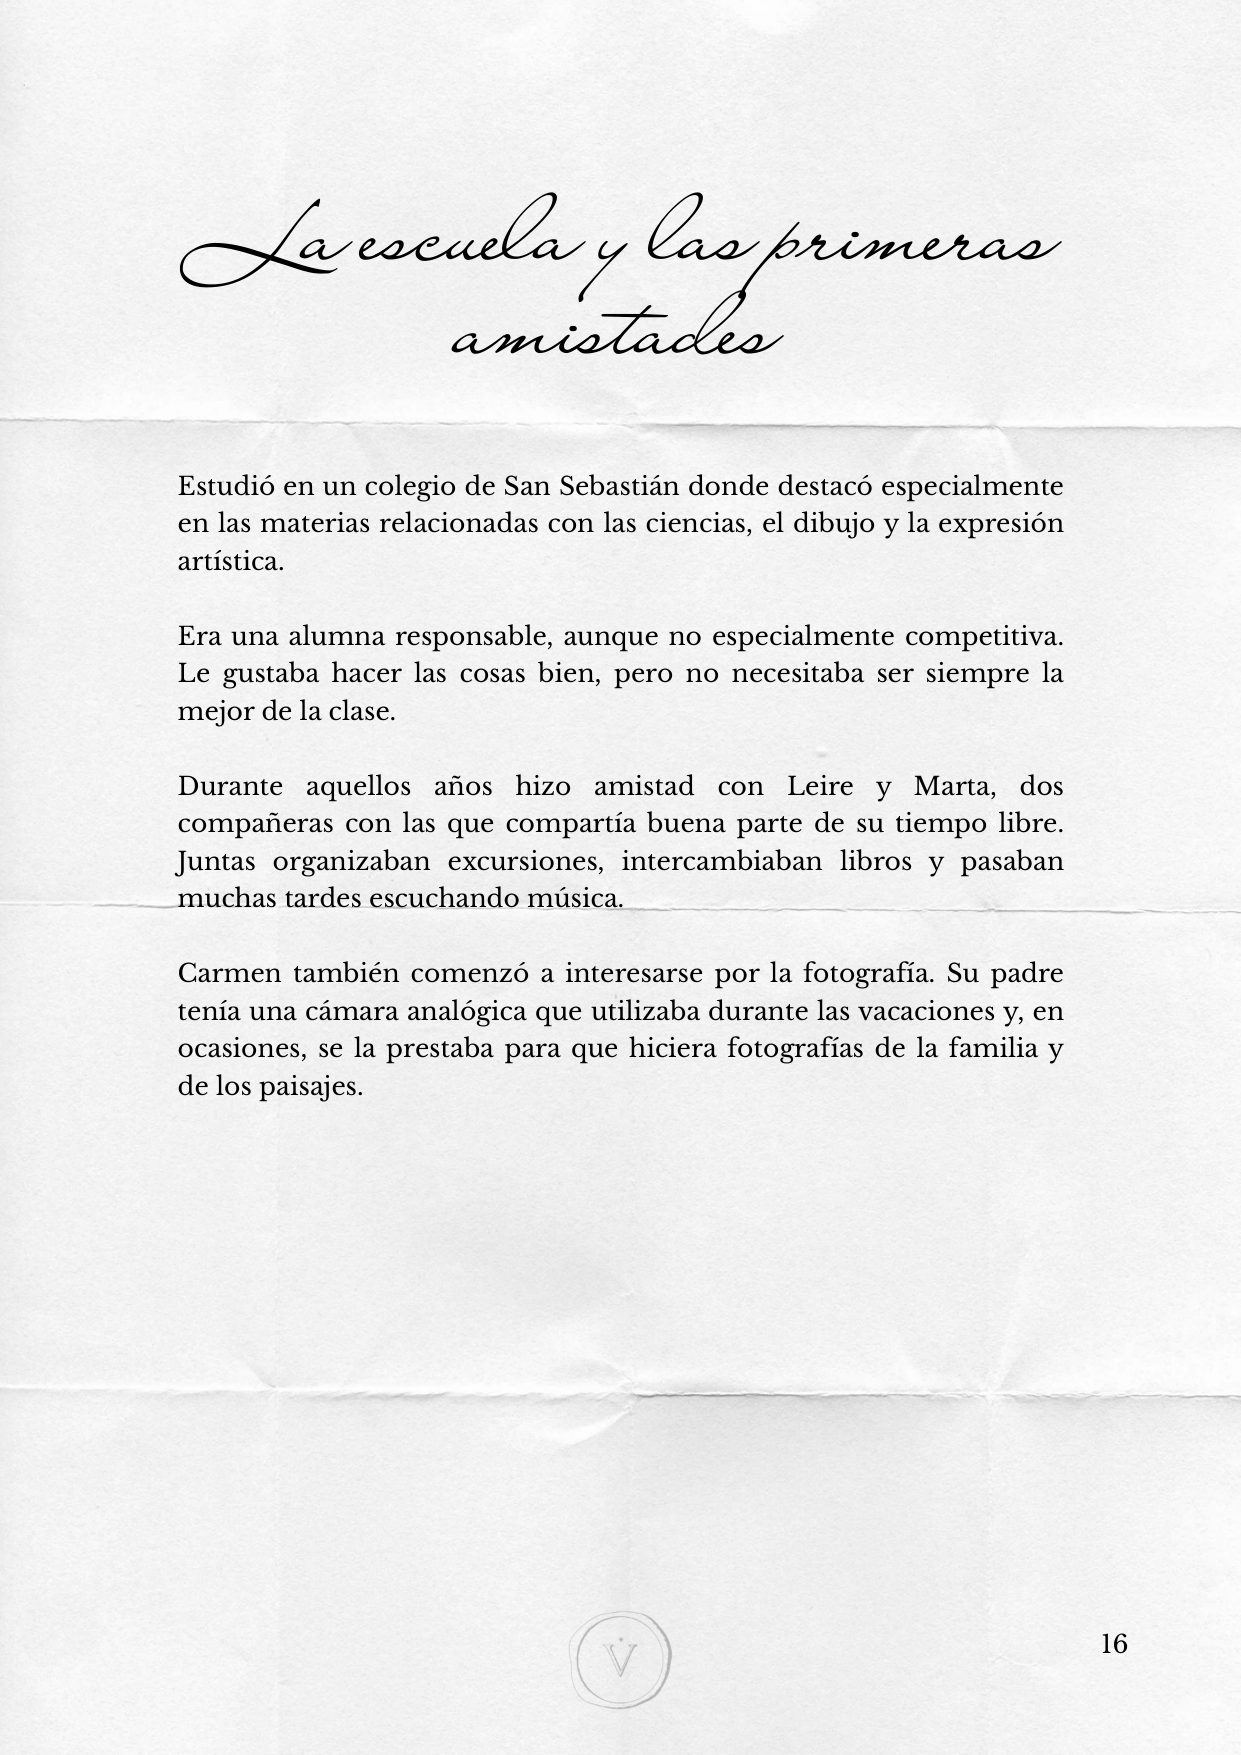 La escuela y las primeras
amistades
Estudió en un colegio de San Sebastián donde destacó especialmente
en las materias relacionadas con las ciencias, el dibujo y la expresión
artística.
Era una alumna responsable, aunque no especialmente competitiva.
Le gustaba hacer las cosas bien, pero no necesitaba ser siempre la
mejor de la clase.
Durante aquellos años hizo amistad con Leire y Marta, dos
compañeras con las que compartía buena parte de su tiempo libre.
Juntas organizaban excursiones, intercambiaban libros y pasaban
muchas tardes escuchando música.
Carmen también comenzó a interesarse por la fotografía. Su padre
tenía una cámara analógica que utilizaba durante las vacaciones y, en
ocasiones, se la prestaba para que hiciera fotografías de la familia y
de los paisajes.
V
16